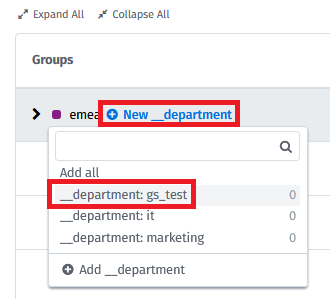 Expand All Collapse All
Groups
emea New __department
Add all
__department: gs_test 0
__department: it 0
__department: marketing 0
Add __department